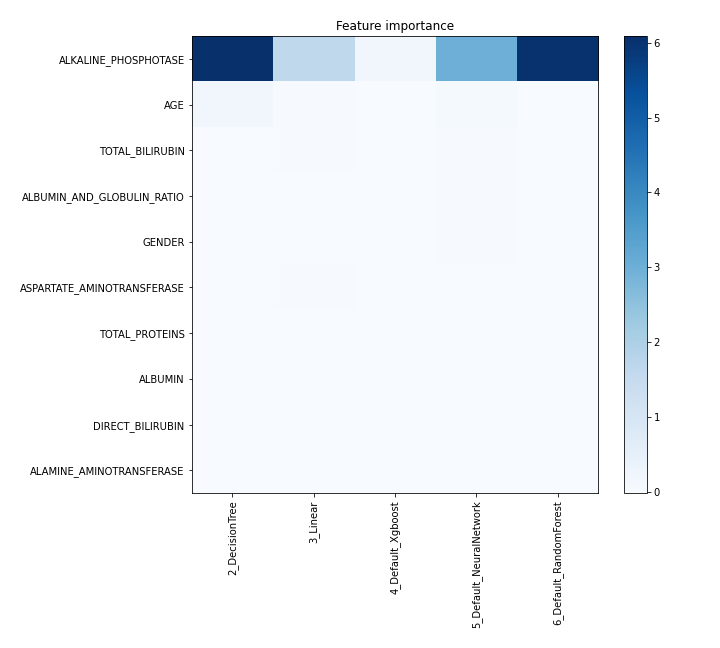 Feature importance
ALKALINE_PHOSPHOTASE
AGE
TOTAL_BILIRUBIN
ALBUMIN_AND_GLOBULIN_RATIO
GENDER
ASPARTATE_AMINOTRANSFERASE
TOTAL_PROTEINS
ALBUMIN
DIRECT_BILIRUBIN
ALAMINE_AMINOTRANSFERASE
2_DecisionTree
3_Linear
4_Default_Xgboost
5_Default_NeuralNetwork
6_Default_RandomForest
6
5
4
3
2
1
0